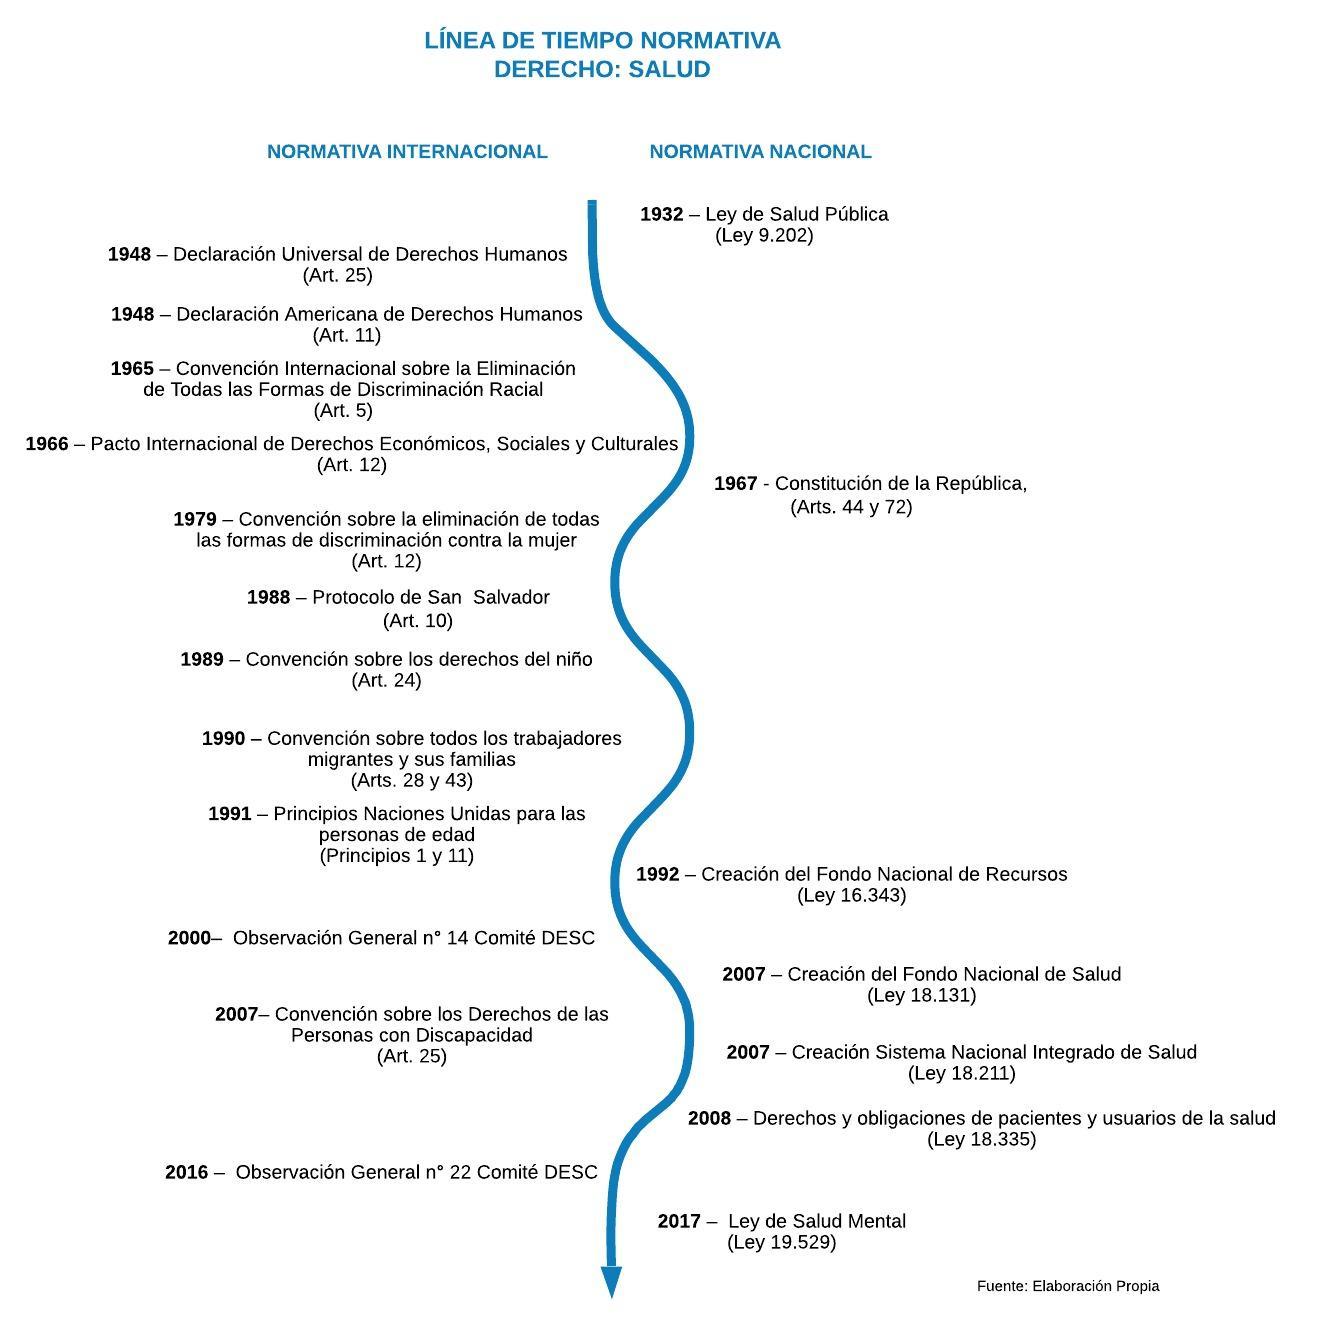 LÍNEA DE TIEMPO NORMATIVA
DERECHO: SALUD
NORMATIVA INTERNACIONAL
NORMATIVA NACIONAL
1932 – Ley de Salud Pública
(Ley 9.202)
1948 – Declaración Universal de Derechos Humanos
(Art. 25)
1948 – Declaración Americana de Derechos Humanos
(Art. 11)
1965 – Convención Internacional sobre la Eliminación
de Todas las Formas de Discriminación Racial
(Art. 5)
1966 – Pacto Internacional de Derechos Económicos, Sociales y Culturales
(Art. 12)
1967 - Constitución de la República,
(Arts. 44 y 72)
1979 – Convención sobre la eliminación de todas
las formas de discriminación contra la mujer
(Art. 12)
1988 – Protocolo de San  Salvador
(Art. 10)
1989 – Convención sobre los derechos del niño
(Art. 24)
1990 – Convención sobre todos los trabajadores
migrantes y sus familias
(Arts. 28 y 43)
1991 – Principios Naciones Unidas para las
personas de edad
(Principios 1 y 11)
1992 – Creación del Fondo Nacional de Recursos
(Ley 16.343)
2000–  Observación General n° 14 Comité DESC
2007 – Creación del Fondo Nacional de Salud
(Ley 18.131)
2007– Convención sobre los Derechos de las
Personas con Discapacidad
(Art. 25)
2007 – Creación Sistema Nacional Integrado de Salud
(Ley 18.211)
2008 – Derechos y obligaciones de pacientes y usuarios de la salud
(Ley 18.335)
2016 –  Observación General n° 22 Comité DESC
2017 –  Ley de Salud Mental
(Ley 19.529)
Fuente: Elaboración Propia